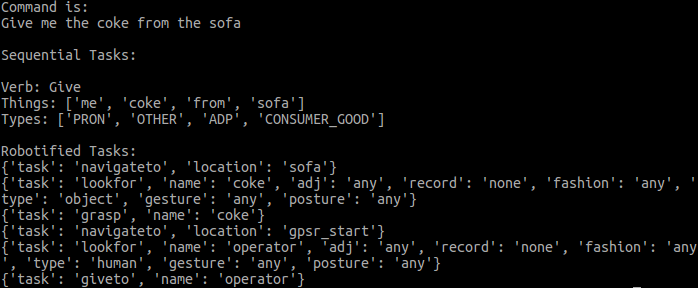 Command is:
Give me the coke from the sofa
Sequential Tasks:
Verb: Give
Things: ['me', 'coke', 'from', 'sofa']
Types: ['PRON', 'OTHER', 'ADP', 'CONSUMER_GOOD']
Robotified Tasks:
{'task': 'navigateto', 'location': 'sofa'}
{'task': 'lookfor', 'name': 'coke', 'adj': 'any', 'record': 'none', 'fashion': 'any', '
type': 'object', 'gesture': 'any', 'posture': 'any'}
{'task': 'grasp', 'name': 'coke'}
{'task': 'navigateto', 'location': 'gpsr_start'}
{'task': 'lookfor', 'name': 'operator', 'adj': 'any', 'record': 'none', 'fashion': 'any
', 'type': 'human', 'gesture': 'any', 'posture': 'any'}
{'task': 'giveto', 'name': 'operator'}